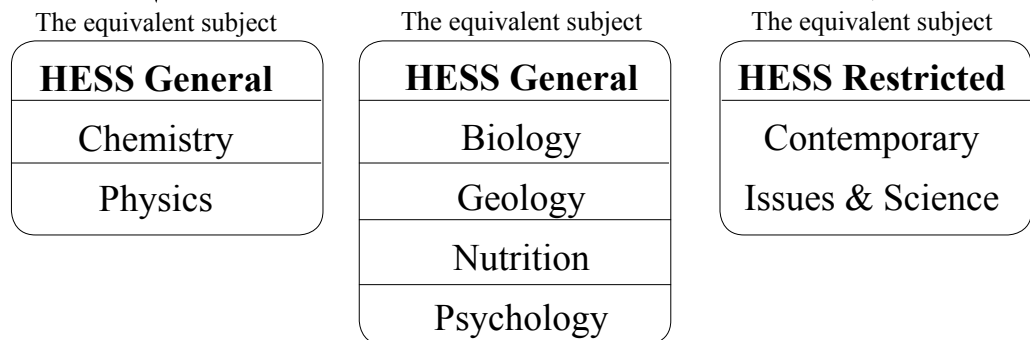 The equivalent subject
HESS General
Chemistry
Physics
The equivalent subject
HESS General
Biology
Geology
Nutrition
Psychology
The equivalent subject
HESS Restricted
Contemporary
Issues & Science